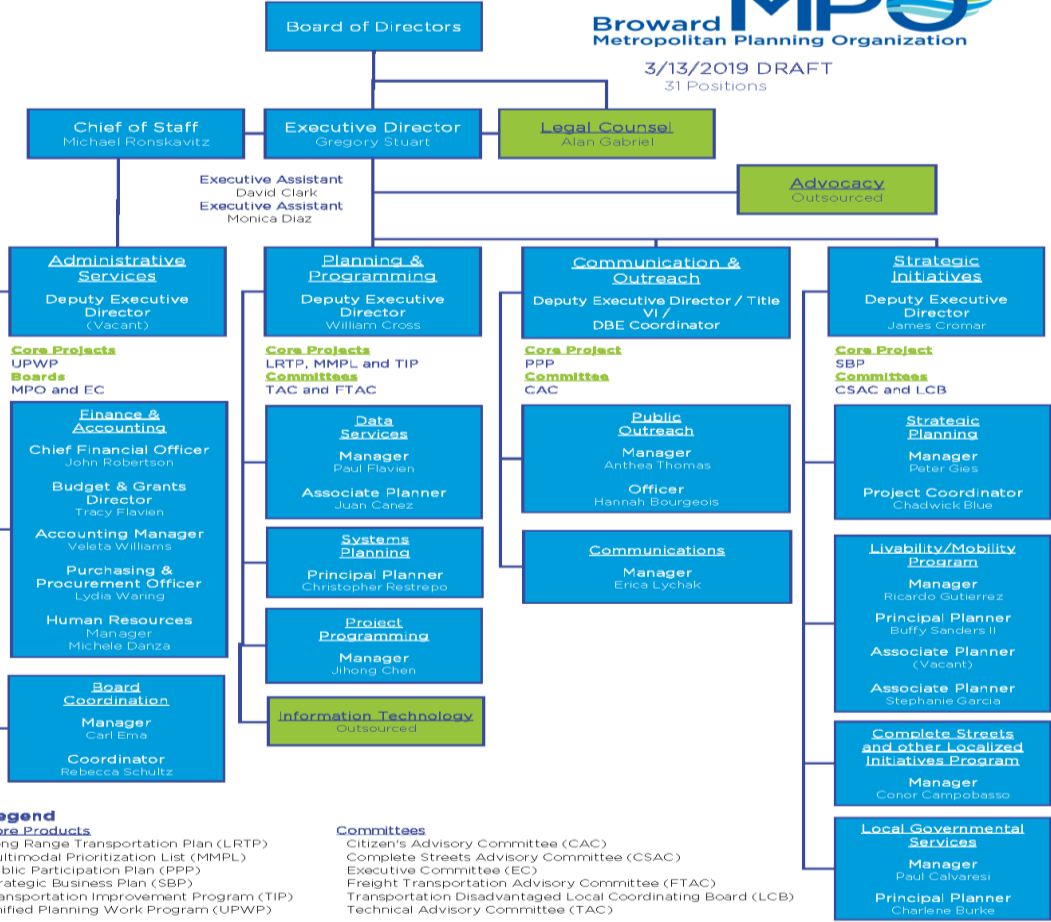 Board of Directors
Broward MPO
Metropolitan Planning Organization
3/13/2019 DRAFT
31 Positions
Chief of Staff
Michael Ronskavitz
Executive Director
Gregory Stuart
Legal Counsel
Alan Gabriel
Executive Assistant
David Clark
Executive Assistant
Monica Diaz
Advocacy
Outsourced
Administrative
Services
Deputy Executive
Director
(Vacant)
Core Projects
UPWP
Boards
MPO and EC
Finance &
Accounting
Chief Financial Officer
John Robertson
Budget & Grants
Director
Tracy Flavien
Accounting Manager
Veleta Williams
Purchasing &
Procurement Officer
Lydia Waring
Human Resources
Manager
Michele Danza
Board
Coordination
Manager
Carl Ema
Coordinator
Rebecca Schultz
Planning &
Programming
Deputy Executive
Director
William Cross
Core Projects
LRTP, MMPL and TIP
Committees
TAC and FTAC
Data
Services
Manager
Paul Flavien
Associate Planner
Juan Canez
Systems
Planning
Principal Planner
Christopher Restrepo
Project
Programming
Manager
Jihong Chen
Information Technology
Outsourced
Communication &
Outreach
Deputy Executive Director / Title
VI /
DBE Coordinator
Core Project
PPP
Committee
CAC
Public
Outreach
Manager
Anthea Thomas
Officer
Hannah Bourgeois
Communications
Manager
Erica Lychak
Strategic
Initiatives
Deputy Executive
Director
James Cromar
Core Project
SBP
Committees
CSAC and LCB
Strategic
Planning
Manager
Peter Gies
Project Coordinator
Chadwick Blue
Livability/Mobility
Program
Manager
Ricardo Gutierrez
Principal Planner
Buffy Sanders II
Associate Planner
(Vacant)
Associate Planner
Stephanie Garcia
Complete Streets
and other Localized
Initiatives Program
Manager
Conor Campobasso
Local Governmental
Services
Manager
Paul Calvaresi
Principal Planner
Charlene Burke
egend
ore Products
ong Range Transportation Plan (LRTP)
ultimodal Prioritization List (MMPL)
ublic Participation Plan (PPP)
trategic Business Plan (SBP)
ransportation Improvement Program (TIP)
nified Planning Work Program (UPWP)
Committees
Citizen's Advisory Committee (CAC)
Complete Streets Advisory Committee (CSAC)
Executive Committee (EC)
Freight Transportation Advisory Committee (FTAC)
Transportation Disadvantaged Local Coordinating Board (LCB)
Technical Advisory Committee (TAC)